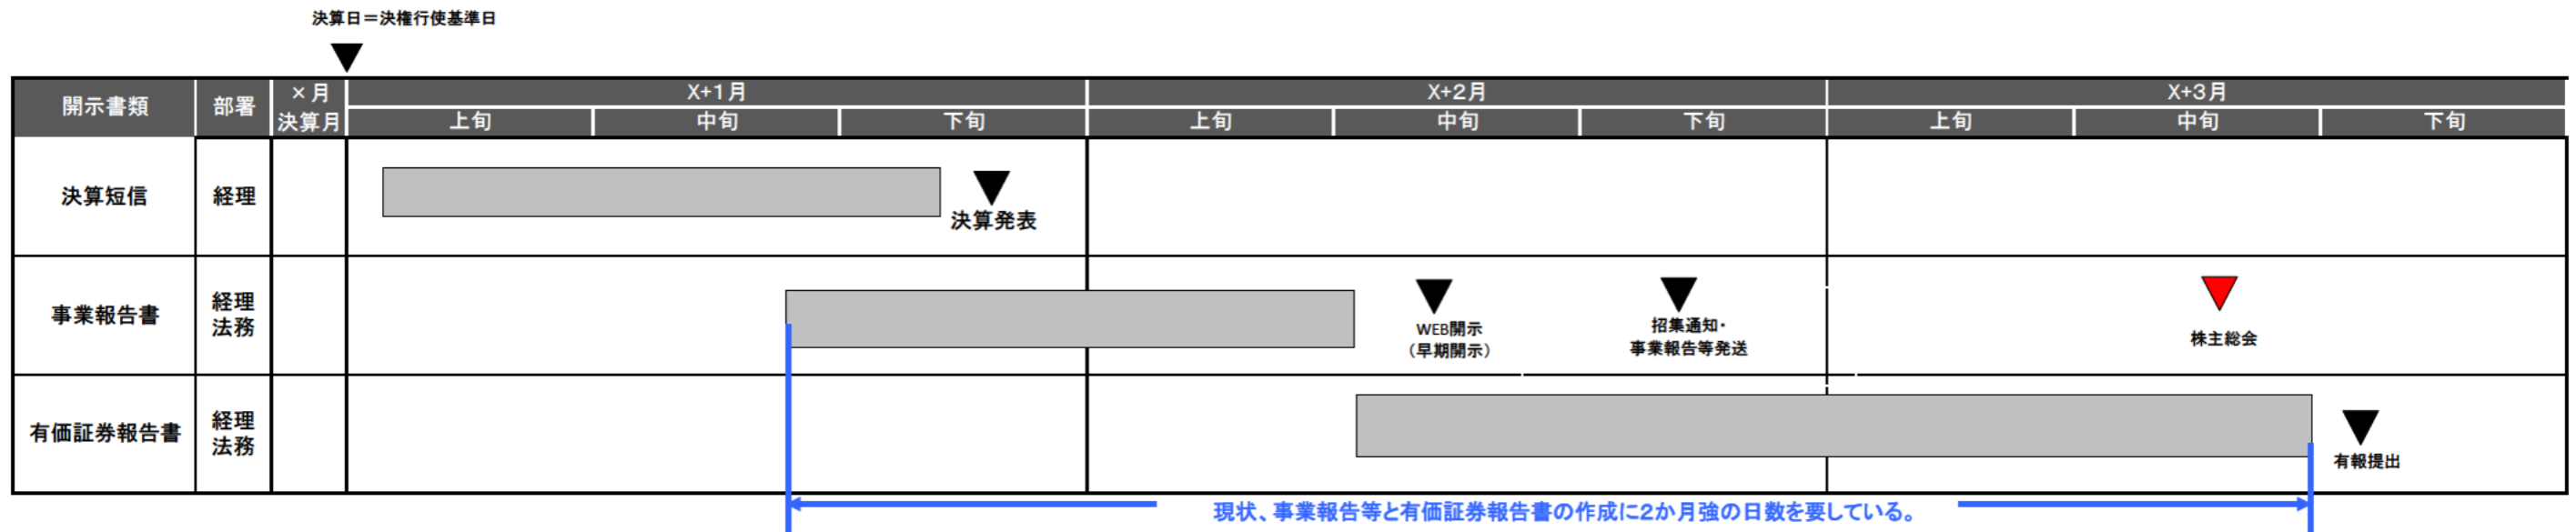 決算日＝決権行使基準日
開示書類
部署
×月
決算月
X+1月
X+2月
X+3月
上旬
中旬
下旬
上旬
中旬
下旬
上旬
中旬
下旬
決算短信
経理
決算発表
事業報告書
経理
法務
WEB開示
（早期開示）
招集通知・
事業報告等発送
株主総会
有価証券報告書
経理
法務
有報提出
現状、事業報告等と有価証券報告書の作成に2か月強の日数を要している。